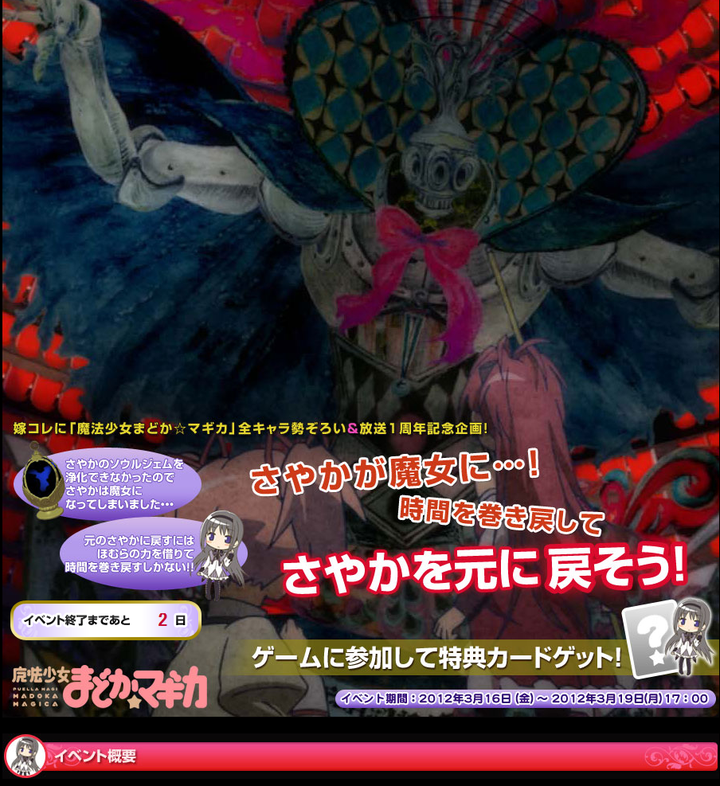 嫁コレに「魔法少女まどか☆マギカ」全キャラ勢ぞろい&放送1周年記念企画!
さやかのソウルジェムを
浄化できなかったので
さやかは魔女に
なってしまいました…
元のさやかに戻すには
ほむらの力を借りて
時間を巻き戻すしかない!!
さやかが魔女に…!
時間を巻き戻して
さやかを元に戻そう!
イベント終了まであと 2 日
?
ゲームに参加して特典カードゲット!
魔法少女
まどか☆マギカ
PUELLA MAGI
MADOKA
MAGICA
イベント期間:2012年3月16日(金)~2012年3月19日(月)17:00
イベント概要